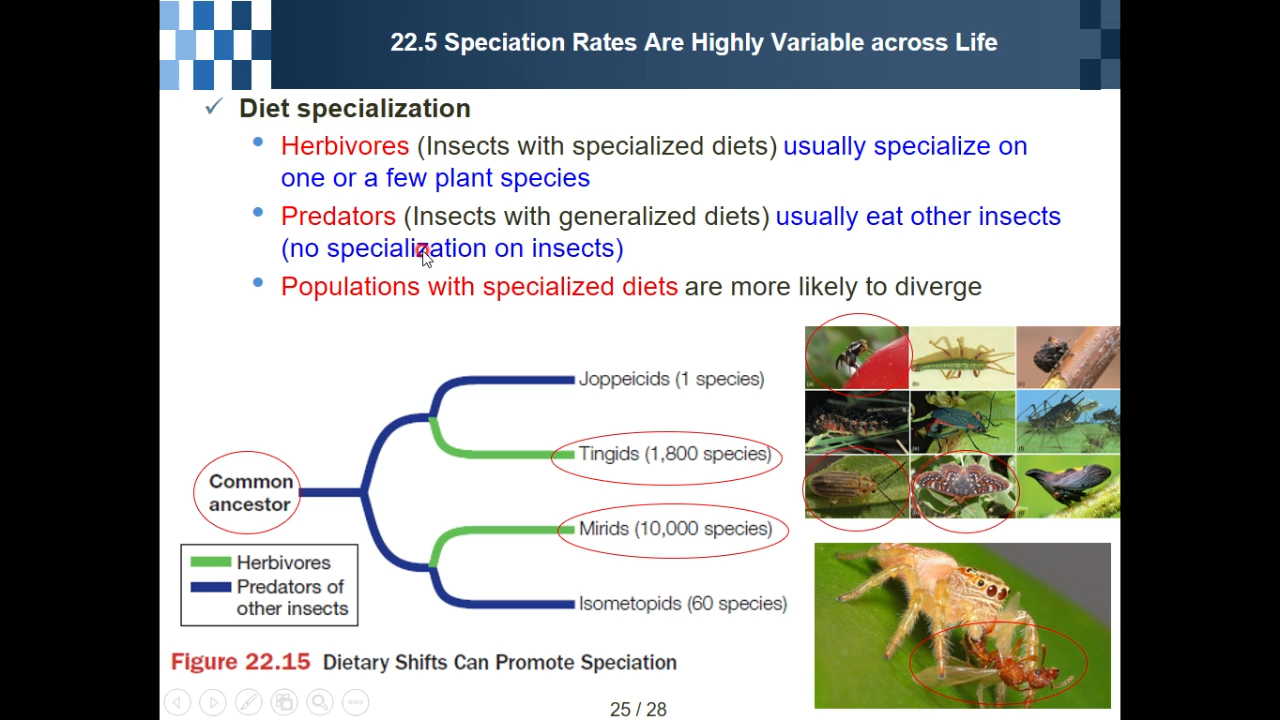 22.5 Speciation Rates Are Highly Variable across Life
✓ Diet specialization
• Herbivores (Insects with specialized diets) usually specialize on
one or a few plant species
• Predators (Insects with generalized diets) usually eat other insects
(no specialization on insects)
• Populations with specialized diets are more likely to diverge
Joppeicids (1 species)
Tingids (1,800 species)
Common
ancestor
Mirids (10,000 species)
Herbivores
Predators of
other insects
Isometopids (60 species)
Figure 22.15 Dietary Shifts Can Promote Speciation
25 / 28